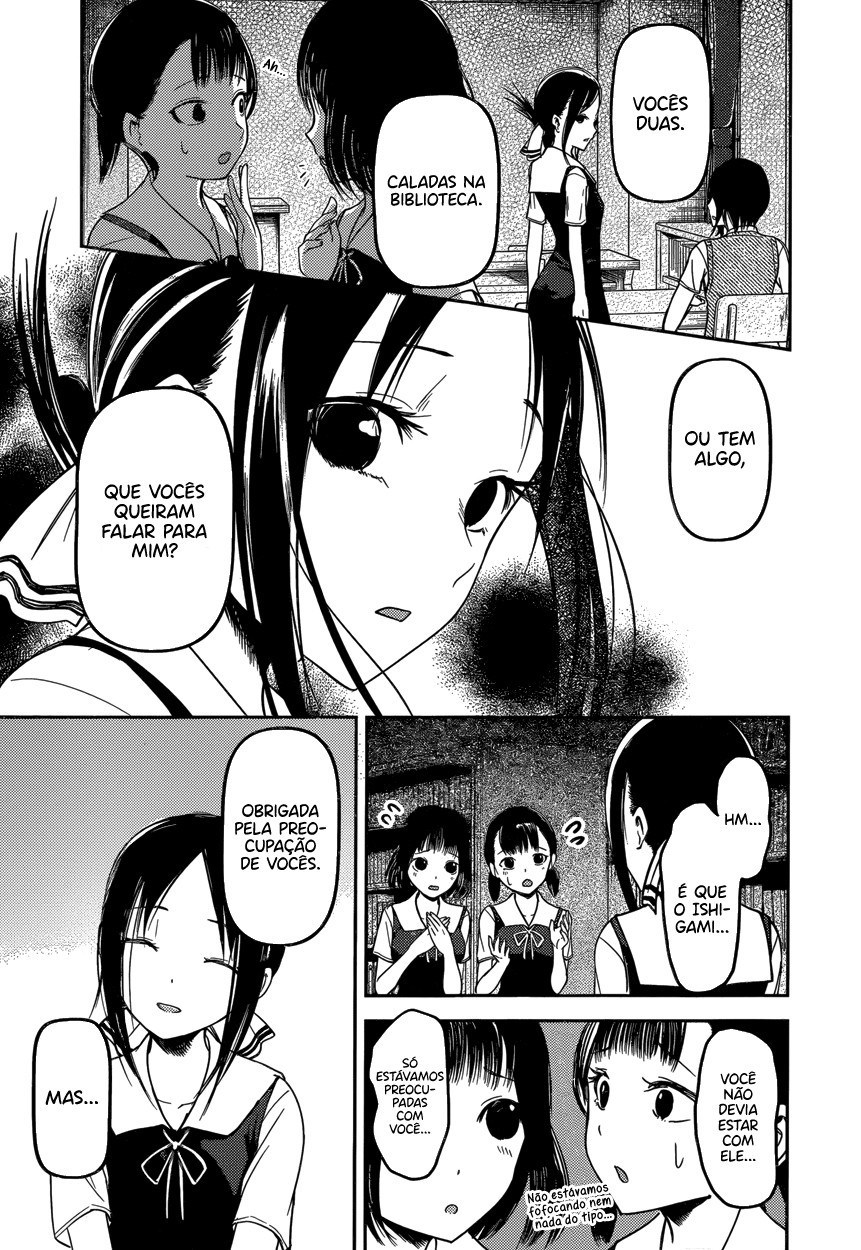 VOCÊS
DUAS.
CALADAS NA
BIBLIOTECA.
Ah...
OU TEM
ALGO,
QUE VOCÊS
QUEIRAM
FALAR PARA
MIM?
HM...
É QUE
O ISHI-
GAMI...
VOCÊ
NÃO
DEVIA
ESTAR
COM
ELE...
SÓ
ESTÁVAMOS
PREOCU-
PADAS
COM
VOCÊ...
Não estávamos
fofocando nem
nada do tipo...
OBRIGADA
PELA PREO-
CUPAÇÃO
DE VOCÊS.
MAS...